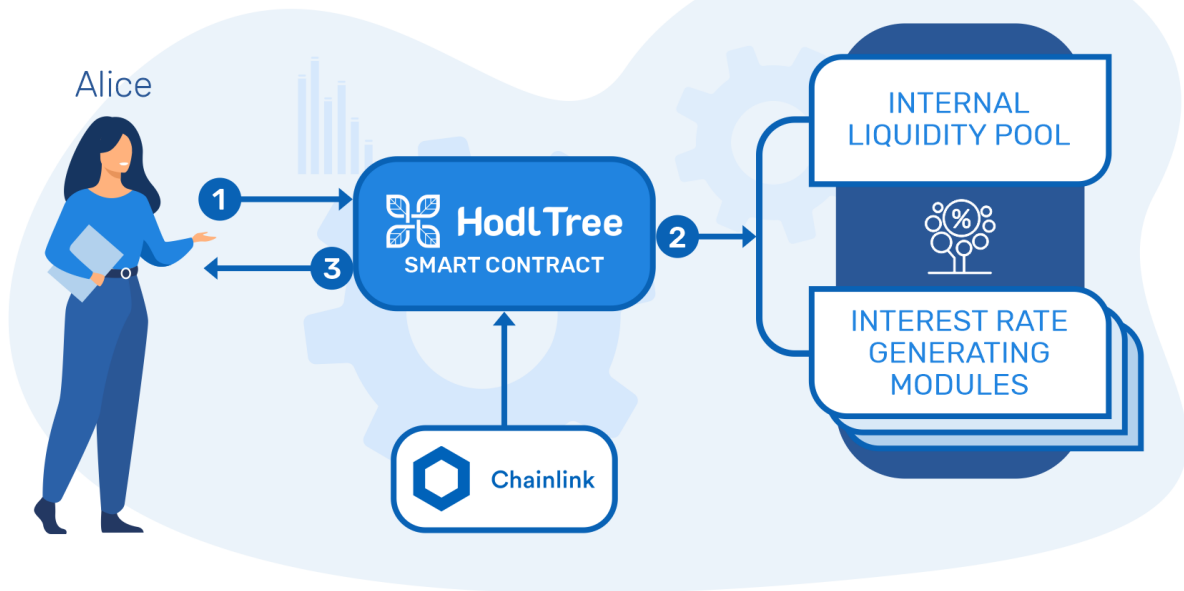 Alice
1
HodlTree
SMART CONTRACT
2
3
INTERNAL
LIQUIDITY POOL
%
INTEREST RATE
GENERATING
MODULES
Chainlink